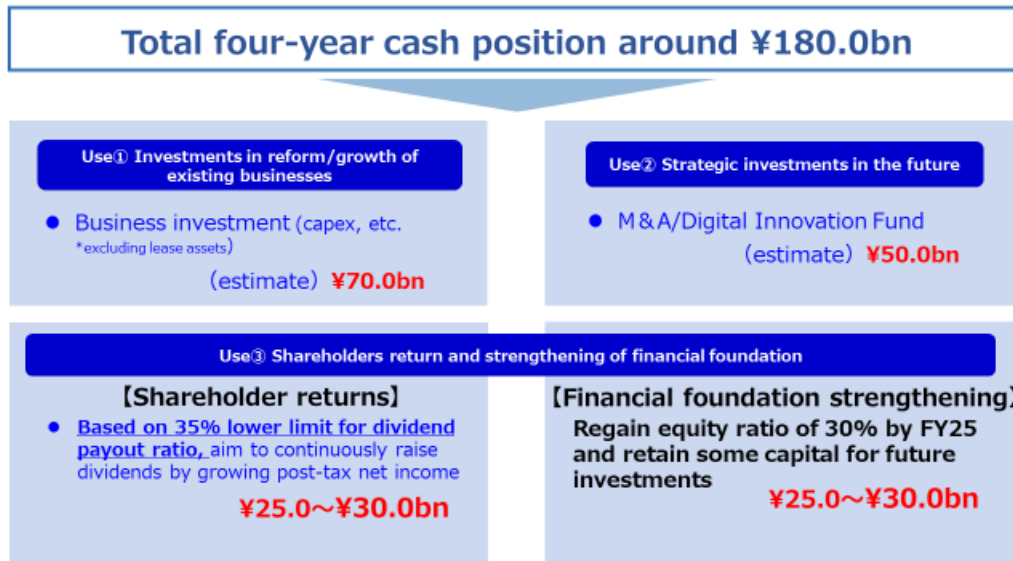 Total four-year cash position around ¥180.0bn
Use① Investments in reform/growth of
existing businesses
● Business investment (capex, etc.
*excluding lease assets)
(estimate) ¥70.0bn
Use② Strategic investments in the future
● M&A/Digital Innovation Fund
(estimate) ¥50.0bn
Use③ Shareholders return and strengthening of financial foundation
【Shareholder returns】
● Based on 35% lower limit for dividend
payout ratio, aim to continuously raise
dividends by growing post-tax net income
¥25.0～¥30.0bn
【Financial foundation strengthening】
Regain equity ratio of 30% by FY25
and retain some capital for future
investments
¥25.0～¥30.0bn